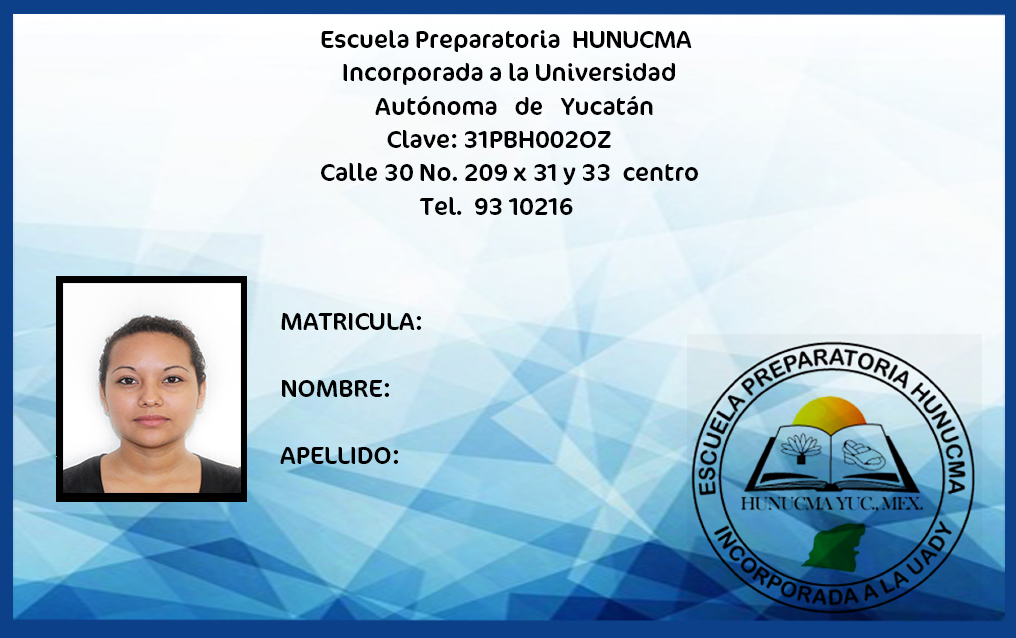 Escuela Preparatoria HUNUCMA
Incorporada a la Universidad
Autónoma de Yucatán
Clave: 31PBH002OZ
Calle 30 No. 209 x 31 y 33 centro
Tel. 93 10216
MATRICULA:
NOMBRE:
APELLIDO:
ESCUELA PREPARATORIA HUNUCMA
HUNUCMA YUC., MEX.
INCORPORADA A LA UADY